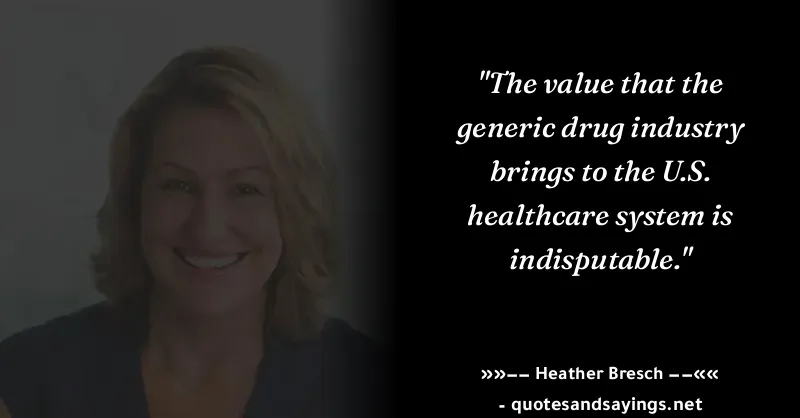 "The value that the
generic drug industry
brings to the U.S.
healthcare system is
indisputable."
»»–– Heather Bresch ––««
- quotesandsayings.net